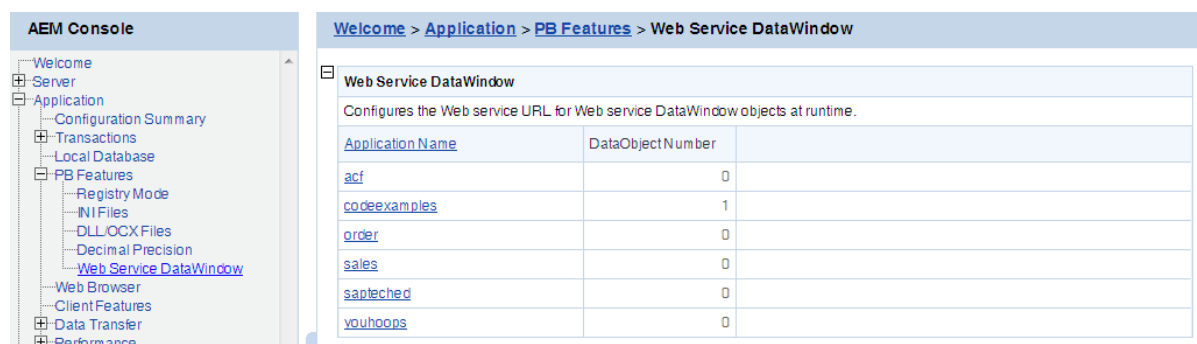 AEM Console
Welcome
Server
Application
Configuration Summary
Transactions
Local Database
PB Features
Registry Mode
INI Files
DLL/OCX Files
Decimal Precision
Web Service DataWindow
Web Browser
Client Features
Data Transfer
Performance
Welcome > Application > PB Features > Web Service DataWindow
Web Service DataWindow
Configures the Web service URL for Web service DataWindow objects at runtime.
Application Name DataObject Number
acf 0
codeexamples 1
order 0
sales 0
sapteched 0
youhoops 0